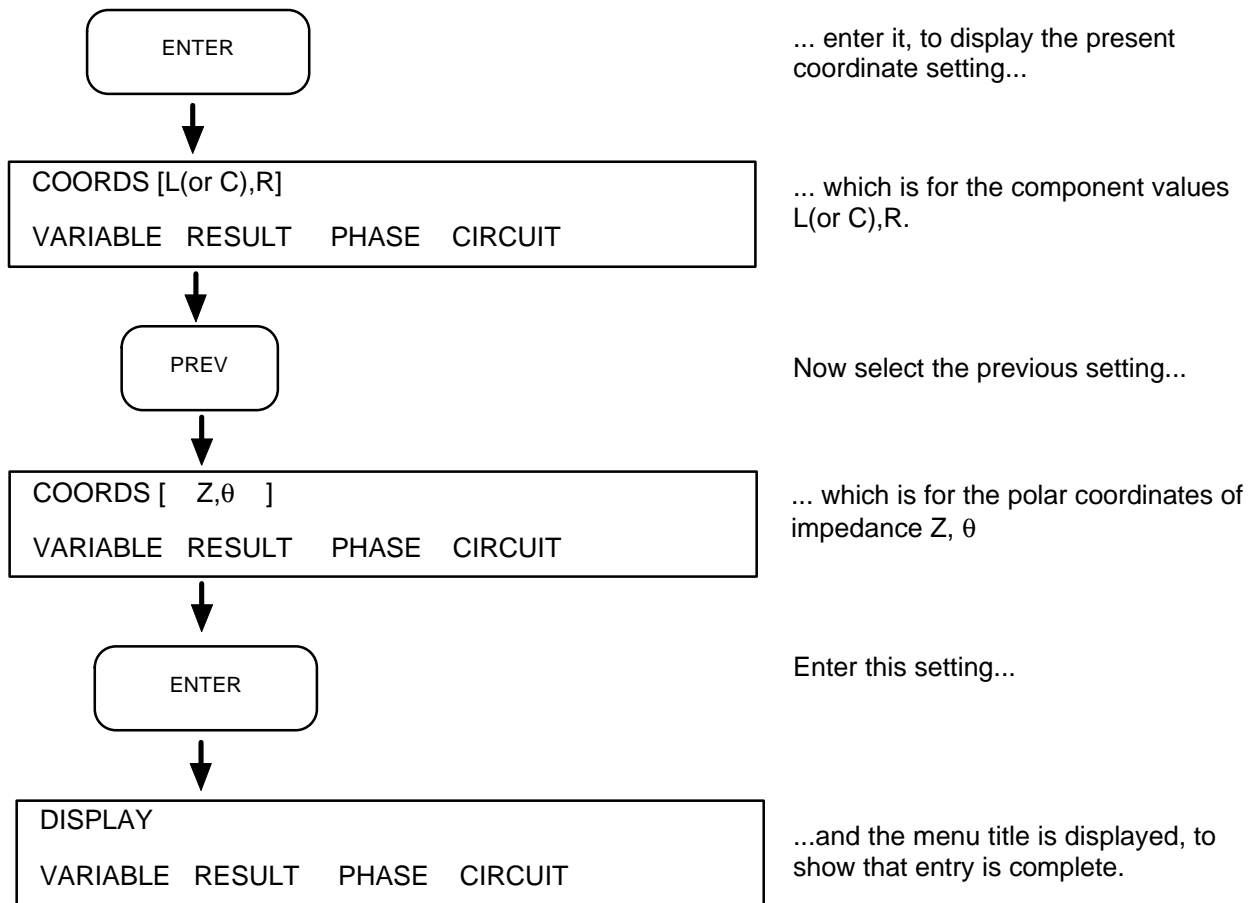 ENTER
... enter it, to display the present
coordinate setting...
COORDS [L(or C),R]
VARIABLE RESULT PHASE CIRCUIT
... which is for the component values
L(or C),R.
PREV
Now select the previous setting...
COORDS [ Z,θ ]
VARIABLE RESULT PHASE CIRCUIT
... which is for the polar coordinates of
impedance Z, θ
ENTER
Enter this setting...
DISPLAY
VARIABLE RESULT PHASE CIRCUIT
...and the menu title is displayed, to
show that entry is complete.